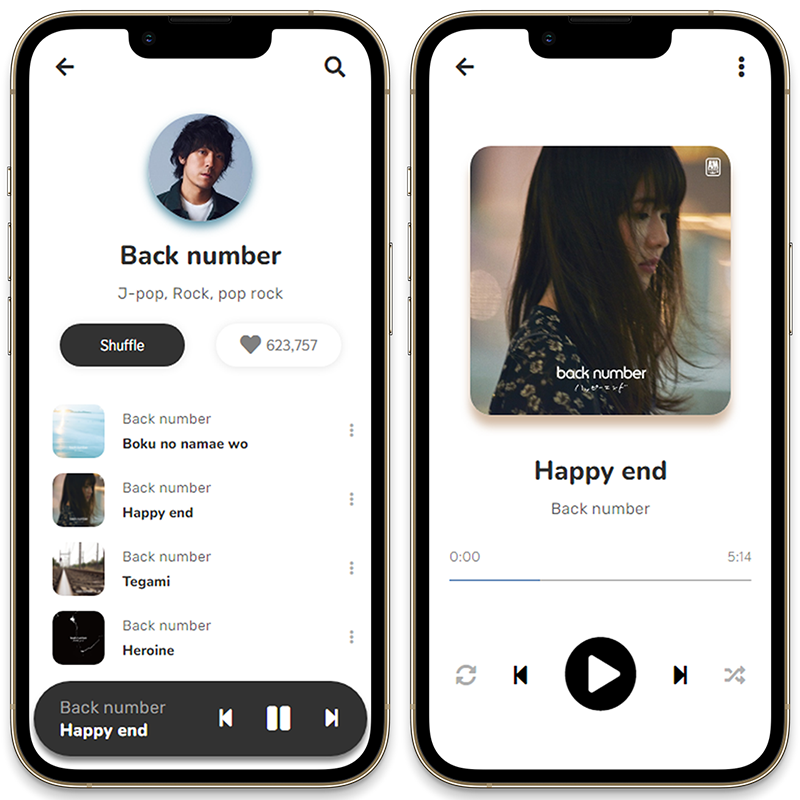 Back number
J-pop, Rock, pop rock
Shuffle
623,757
Back number
Boku no namae wo
Back number
Happy end
Back number
Tegami
Back number
Heroine
Back number
Happy end
AM
back number
ハッピーエンド
Happy end
Back number
0:00
5:14